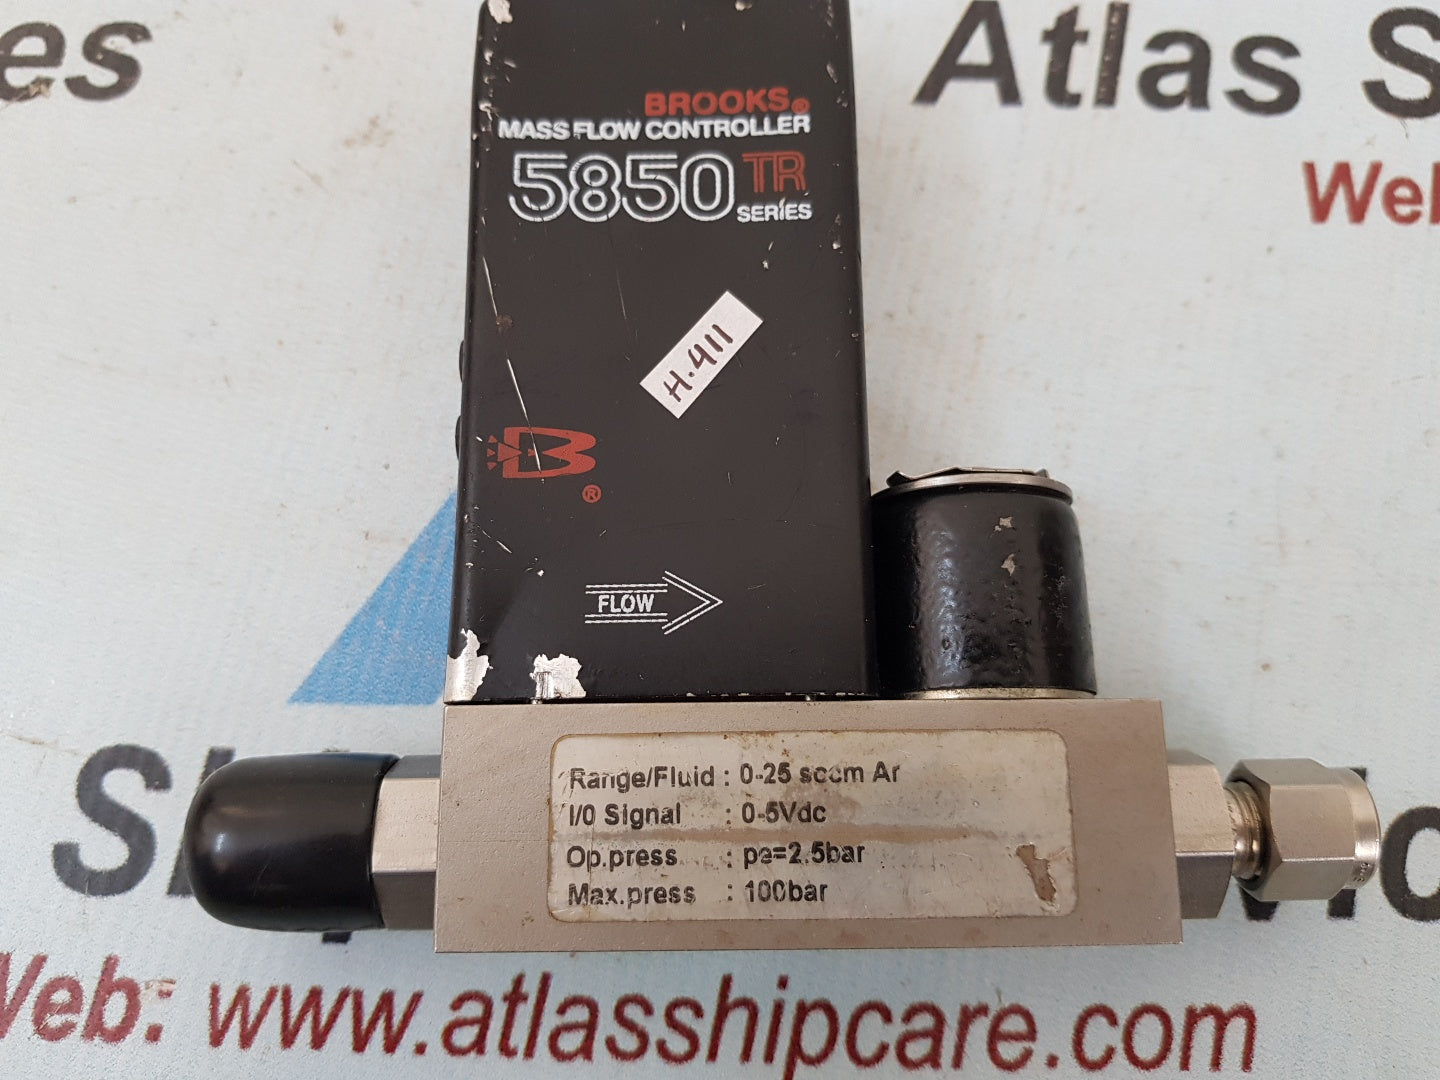 es
Atlas S
Web
BROOKS®
MASS FLOW CONTROLLER
5850 TR
SERIES
H.411
B
®
FLOW
Range/Fluid : 0-25 sccm Ar
I/0 Signal : 0-5Vdc
Op.press : pe=2.5bar
Max.press : 100bar
Web: www.atlasshipcare.com